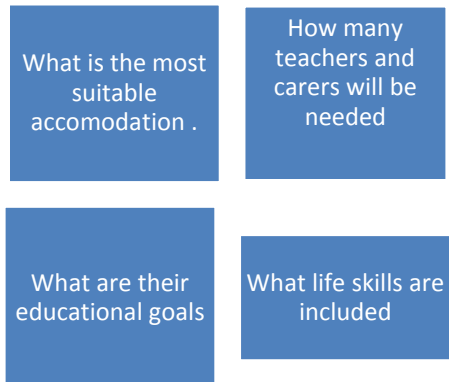 What is the most
suitable
accomodation .
How many
teachers and
carers will be
needed
What are their
educational goals
What life skills are
included